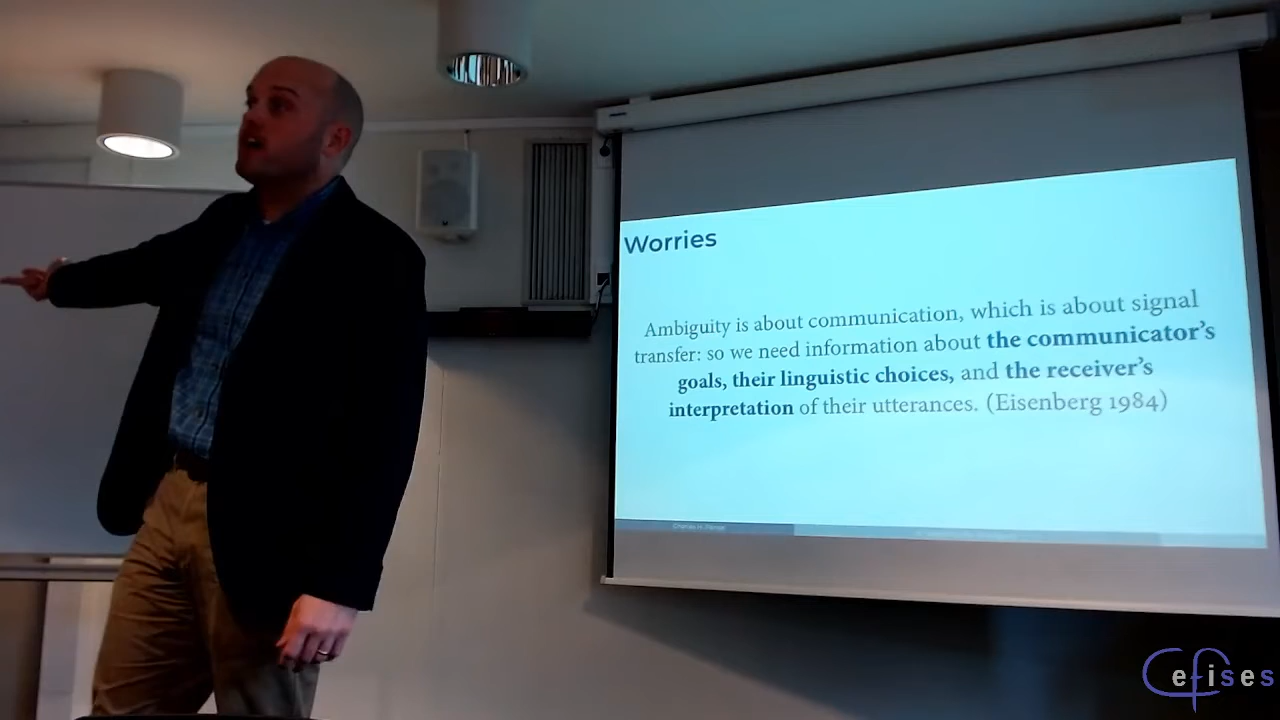 Worries
Ambiguity is about communication, which is about signal
transfer: so we need information about the communicator's
goals, their linguistic choices, and the receiver's
interpretation of their utterances. (Eisenberg 1984)
Cefises